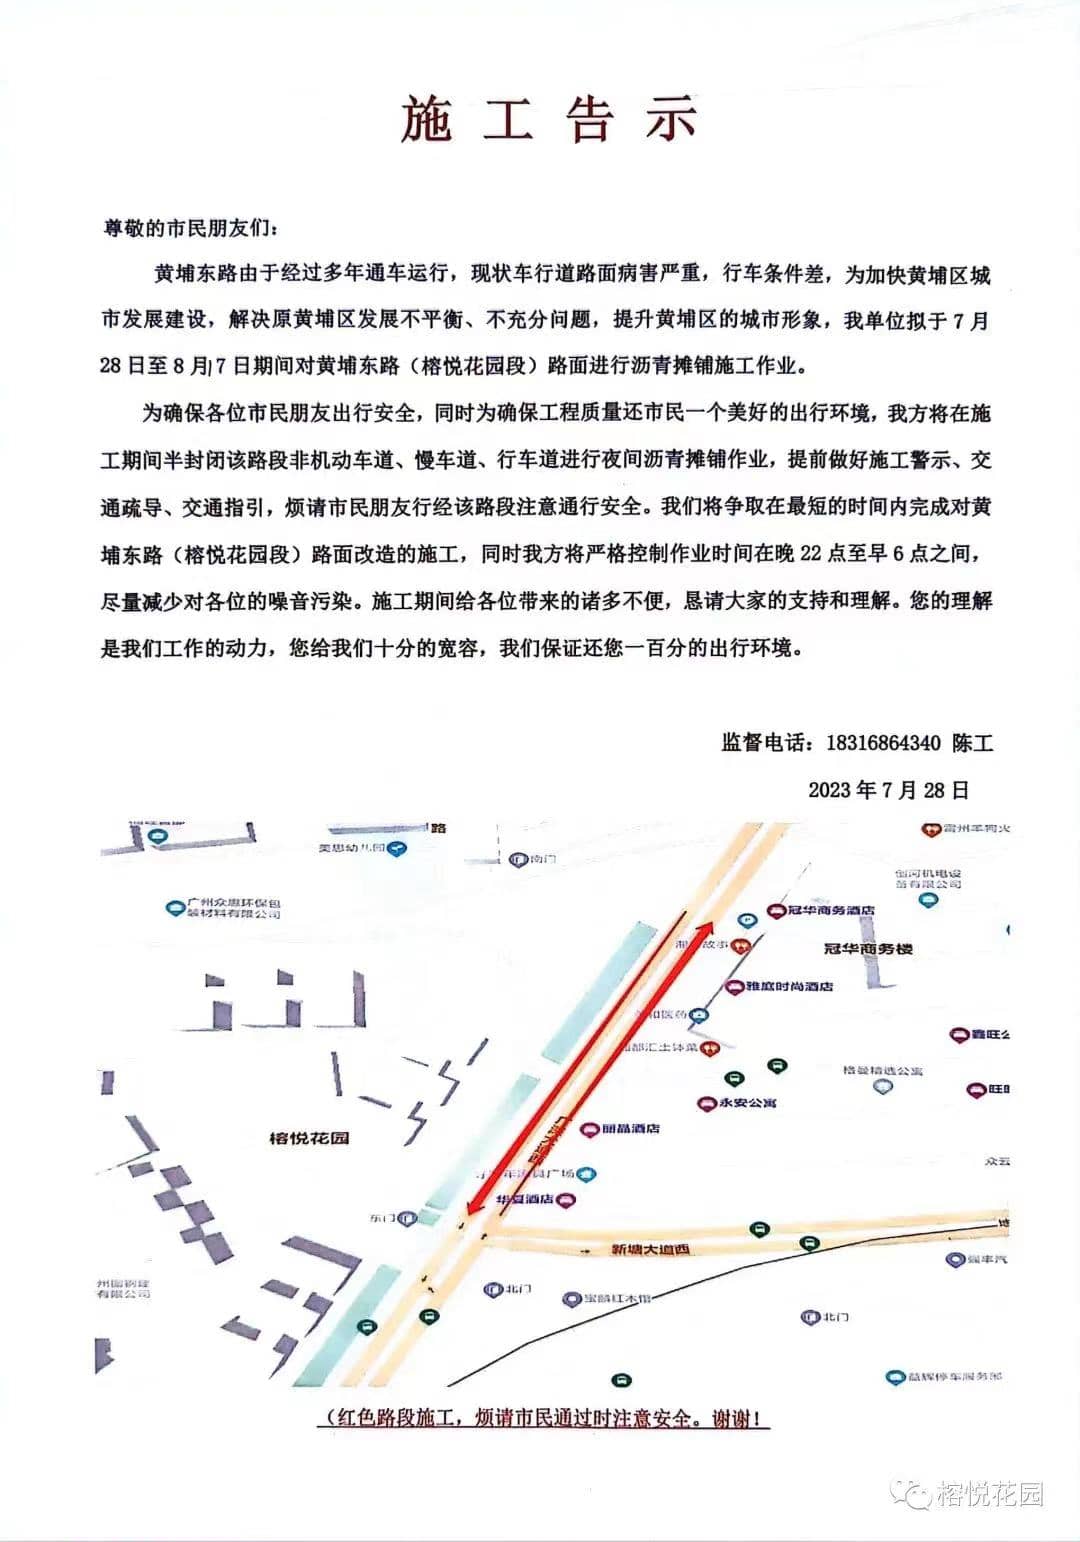 施工告示
尊敬的市民朋友们：
黄埔东路由于经过多年通车运行，现状车行道路面病害严重，行车条件差，为加快黄埔区城
市发展建设，解决原黄埔区发展不平衡、不充分问题，提升黄埔区的城市形象，我单位拟于 7 月
28 日至 8 月 7 日期间对黄埔东路（榕悦花园段）路面进行沥青摊铺施工作业。
为确保各位市民朋友出行安全，同时为确保工程质量还市民一个美好的出行环境，我方将在施
工期间半封闭该路段非机动车道、慢车道、行车道进行夜间沥青摊铺作业，提前做好施工警示、交
通疏导、交通指引，烦请市民朋友行经该路段注意通行安全。我们将争取在最短的时间内完成对黄
埔东路（榕悦花园段）路面改造的施工，同时我方将严格控制作业时间在晚 22 点至早 6 点之间，
尽量减少对各位的噪音污染。施工期间给各位带来的诸多不便，恳请大家的支持和理解。您的理解
是我们工作的动力，您给我们十分的宽容，我们保证还您一百分的出行环境。
监督电话：18316864340 陈工
2023 年 7 月 28 日
路
美思幼儿园
南门
雷州羊狗火
广州众惠环保包
装材料有限公司
创河机电设
备有限公司
P
冠华商务酒店
故事
冠华商务楼
雅庭时尚酒店
和医药
都汇土体菜
鑫旺公
格曼精选公寓
旺
永安公寓
丽晶酒店
榕悦花园
众云
广场
华夏酒店
东门
新塘大道西
强丰汽
北门
宝韵红木馆
北门
有限公司
益辉停车服务部
（红色路段施工，烦请市民通过时注意安全。谢谢！
榕悦花园